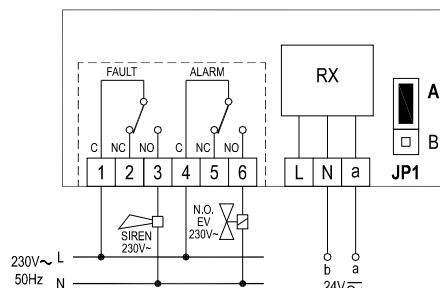 FAULT
ALARM
RX
A
B
C NC NO C NC NO
1 2 3 4 5 6
L N a
JP1
SIREN
230V~
N.O.
EV
230V~
230V~ L
50Hz N
b a
24V